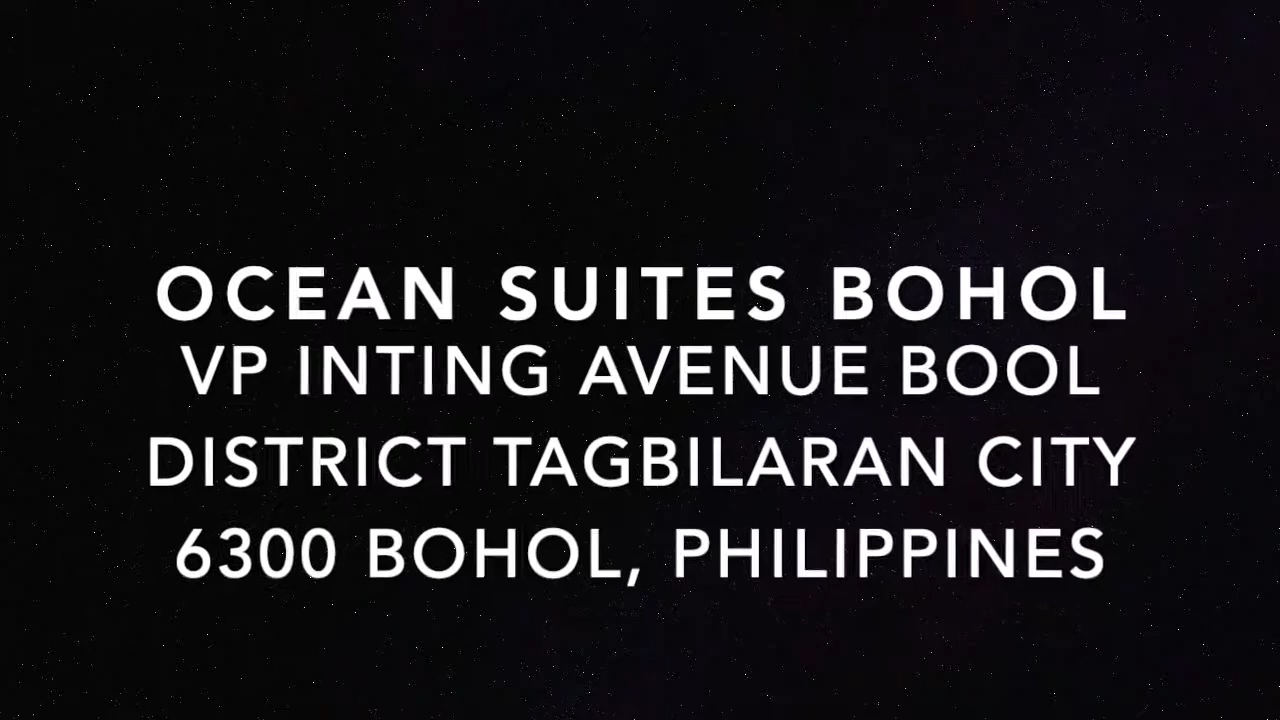 OCEAN SUITES BOHOL
VP INTING AVENUE BOOL
DISTRICT TAGBILARAN CITY
6300 BOHOL, PHILIPPINES